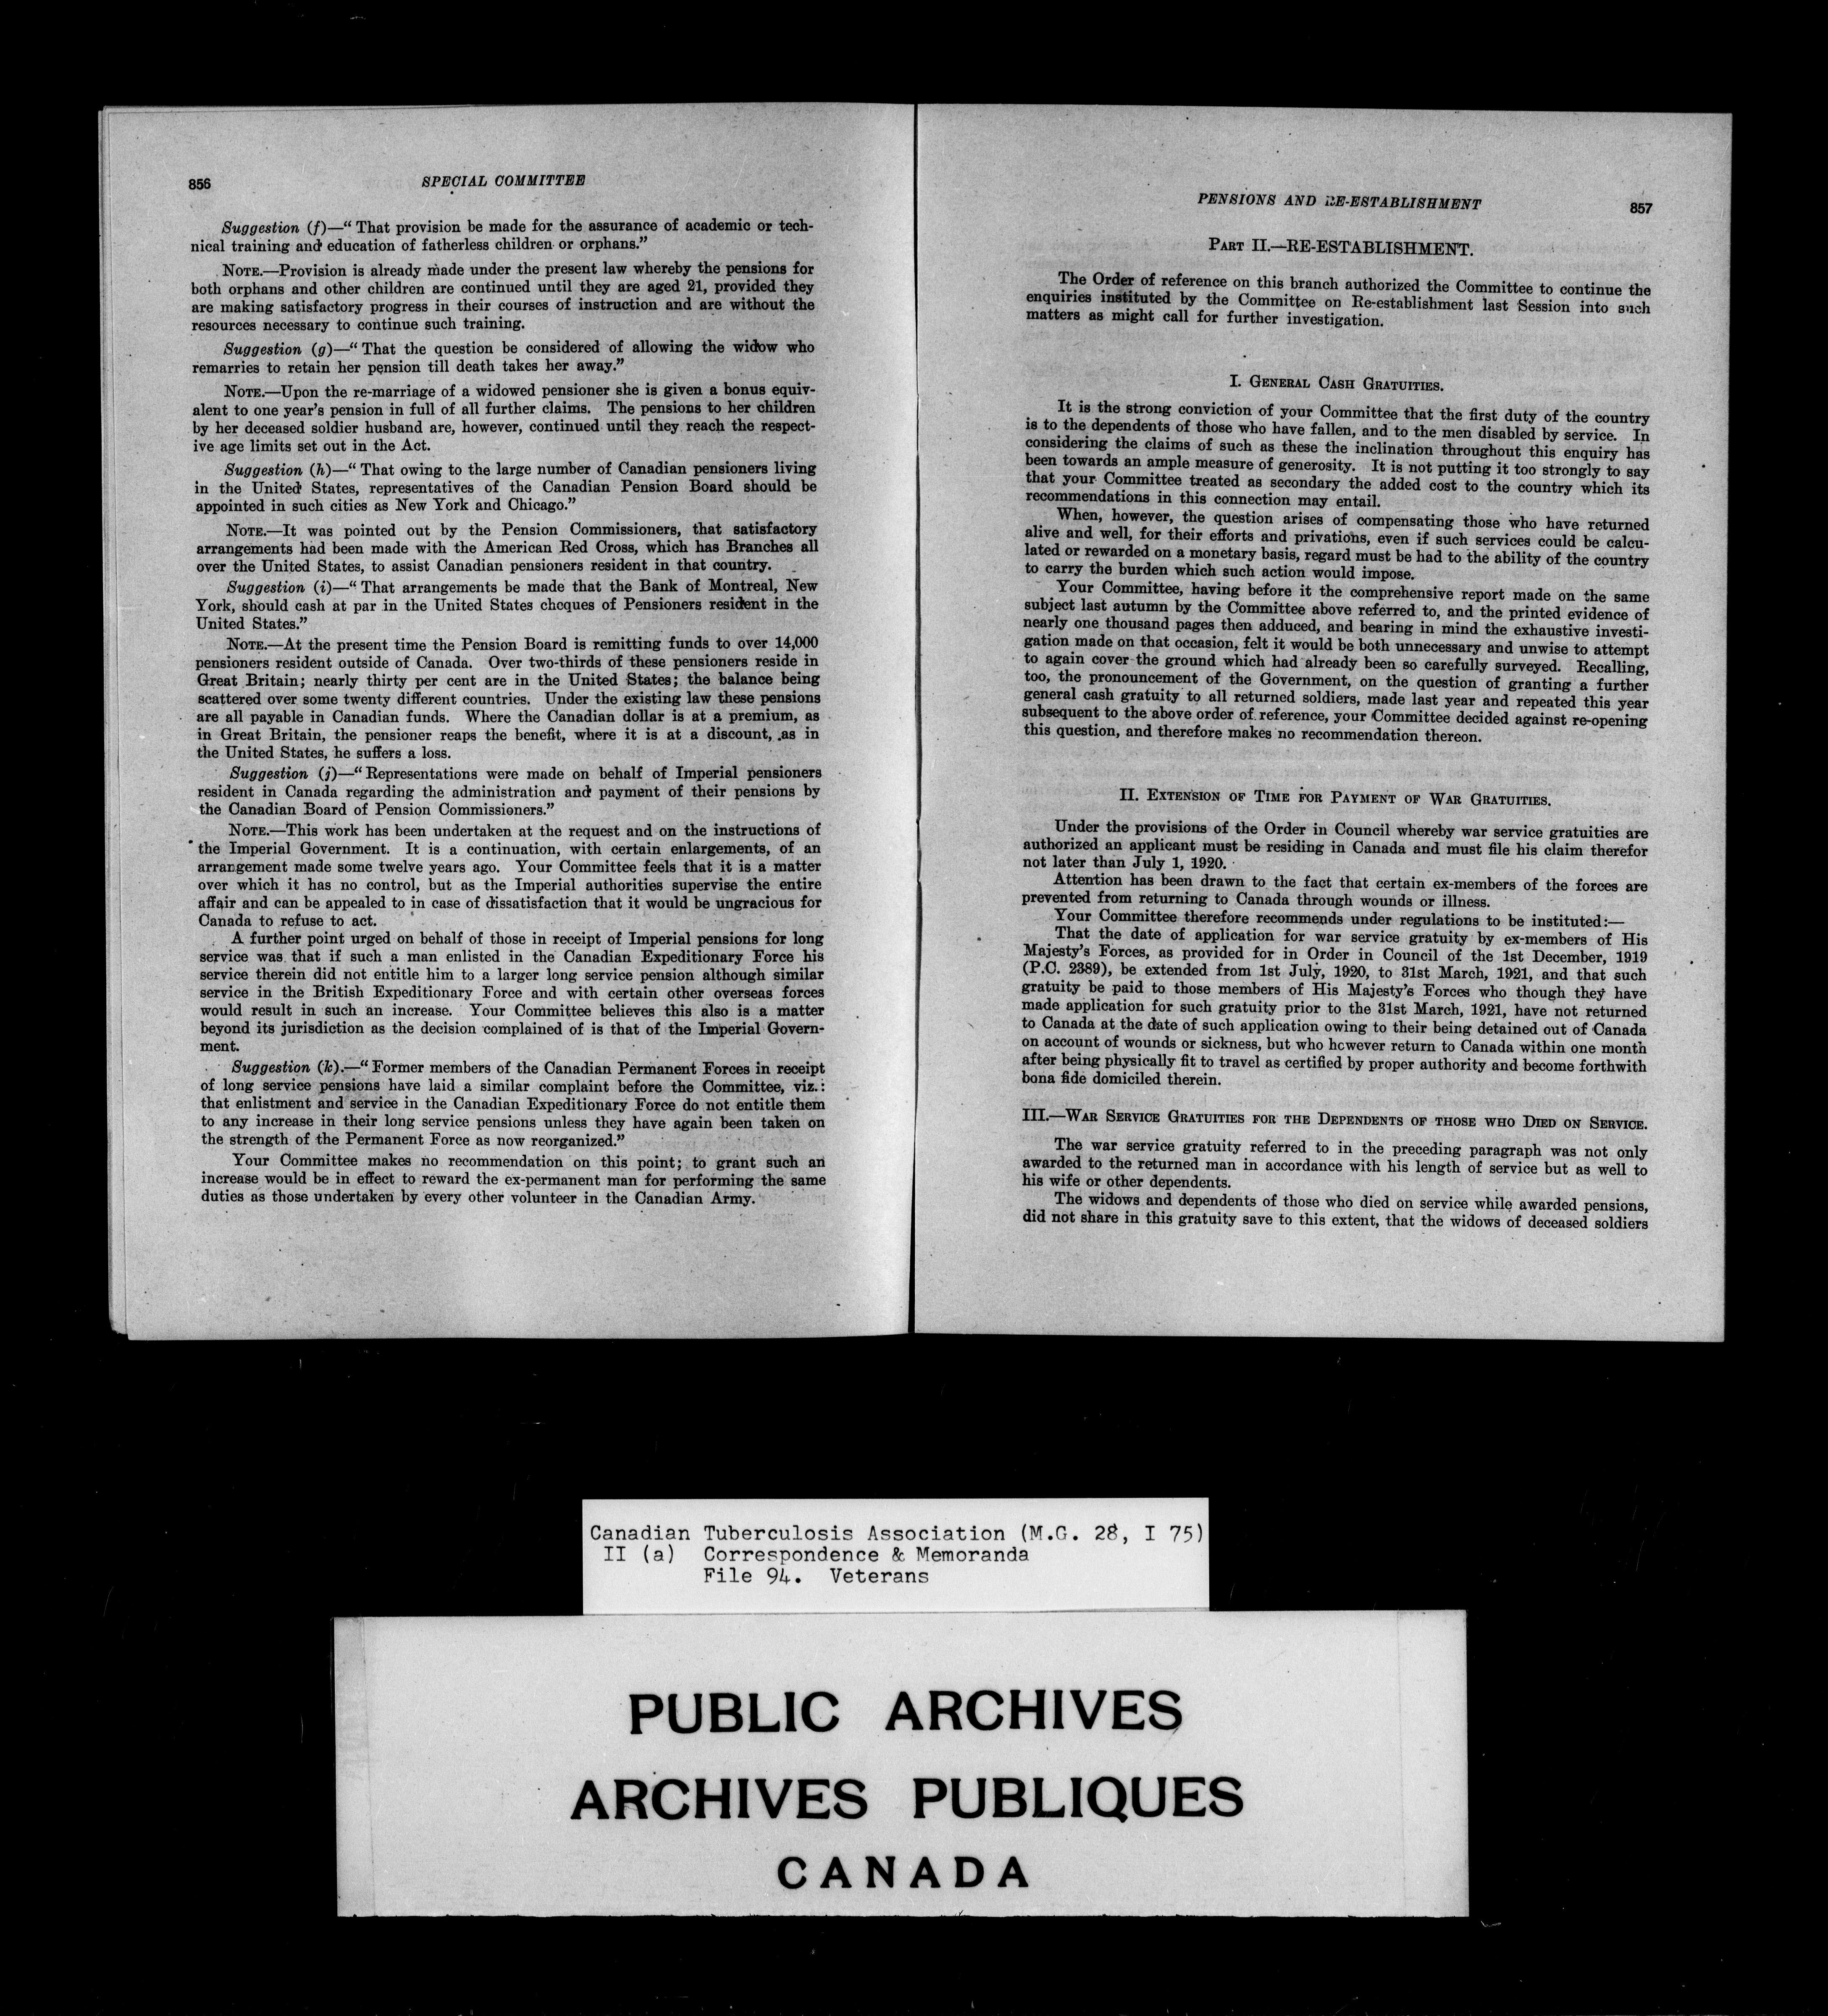 856
SPECIAL COMMITTEE
Suggestion (f)—“ That provision be made for the assurance of academic or tech-
nical training and education of fatherless children or orphans.”
NOTE.—Provision is already made under the present law whereby the pensions for
both orphans and other children are continued until they are aged 21, provided they
are making satisfactory progress in their courses of instruction and are without the
resources necessary to continue such training.
Suggestion (g)—“ That the question be considered of allowing the widow who
remarries to retain her pension till death takes her away.”
NOTE.—Upon the re-marriage of a widowed pensioner she is given a bonus equiv-
alent to one year’s pension in full of all further claims. The pensions to her children
by her deceased soldier husband are, however, continued until they reach the respect-
ive age limits set out in the Act.
Suggestion (h)—“ That owing to the large number of Canadian pensioners living
in the United States, representatives of the Canadian Pension Board should be
appointed in such cities as New York and Chicago.”
NOTE.—It was pointed out by the Pension Commissioners, that satisfactory
arrangements had been made with the American Red Cross, which has Branches all
over the United States, to assist Canadian pensioners resident in that country.
Suggestion (i)—“ That arrangements be made that the Bank of Montreal, New
York, should cash at par in the United States cheques of Pensioners resident in the
United States.”
NOTE.—At the present time the Pension Board is remitting funds to over 14,000
pensioners resident outside of Canada. Over two-thirds of these pensioners reside in
Great Britain; nearly thirty per cent are in the United States; the balance being
scattered over some twenty different countries. Under the existing law these pensions
are all payable in Canadian funds. Where the Canadian dollar is at a premium, as
in Great Britain, the pensioner reaps the benefit, where it is at a discount, as in
the United States, he suffers a loss.
Suggestion (j)—“ Representations were made on behalf of Imperial pensioners
resident in Canada regarding the administration and payment of their pensions by
the Canadian Board of Pension Commissioners.”
NOTE.—This work has been undertaken at the request and on the instructions of
the Imperial Government. It is a continuation, with certain enlargements, of an
arrangement made some twelve years ago. Your Committee feels that it is a matter
over which it has no control, but as the Imperial authorities supervise the entire
affair and can be appealed to in case of dissatisfaction that it would be ungracious for
Canada to refuse to act.
A further point urged on behalf of those in receipt of Imperial pensions for long
service was that if such a man enlisted in the Canadian Expeditionary Force his
service therein did not entitle him to a larger long service pension although similar
service in the British Expeditionary Force and with certain other overseas forces
would result in such an increase. Your Committee believes this also is a matter
beyond its jurisdiction as the decision complained of is that of the Imperial Govern-
ment.
Suggestion (k).—“ Former members of the Canadian Permanent Forces in receipt
of long service pensions have laid a similar complaint before the Committee, viz.:
that enlistment and service in the Canadian Expeditionary Force do not entitle them
to any increase in their long service pensions unless they have again been taken on
the strength of the Permanent Force as now reorganized.”
Your Committee makes no recommendation on this point; to grant such an
increase would be in effect to reward the ex-permanent man for performing the same
duties as those undertaken by every other volunteer in the Canadian Army.
PENSIONS AND RE-ESTABLISHMENT
857
PART II.—RE-ESTABLISHMENT.
The Order of reference on this branch authorized the Committee to continue the
enquiries instituted by the Committee on Re-establishment last Session into such
matters as might call for further investigation.
I. GENERAL CASH GRATUITIES.
It is the strong conviction of your Committee that the first duty of the country
is to the dependents of those who have fallen, and to the men disabled by service. In
considering the claims of such as these the inclination throughout this enquiry has
been towards an ample measure of generosity. It is not putting it too strongly to say
that your Committee treated as secondary the added cost to the country which its
recommendations in this connection may entail.
When, however, the question arises of compensating those who have returned
alive and well, for their efforts and privations, even if such services could be calcu-
lated or rewarded on a monetary basis, regard must be had to the ability of the country
to carry the burden which such action would impose.
Your Committee, having before it the comprehensive report made on the same
subject last autumn by the Committee above referred to, and the printed evidence of
nearly one thousand pages then adduced, and bearing in mind the exhaustive investi-
gation made on that occasion, felt it would be both unnecessary and unwise to attempt
to again cover the ground which had already been so carefully surveyed. Recalling,
too, the pronouncement of the Government, on the question of granting a further
general cash gratuity to all returned soldiers, made last year and repeated this year
subsequent to the above order of reference, your Committee decided against re-opening
this question, and therefore makes no recommendation thereon.
II. EXTENSION OF TIME FOR PAYMENT OF WAR GRATUITIES.
Under the provisions of the Order in Council whereby war service gratuities are
authorized an applicant must be residing in Canada and must file his claim therefor
not later than July 1, 1920.
Attention has been drawn to the fact that certain ex-members of the forces are
prevented from returning to Canada through wounds or illness.
Your Committee therefore recommends under regulations to be instituted:—
That the date of application for war service gratuity by ex-members of His
Majesty’s Forces, as provided for in Order in Council of the 1st December, 1919
(P.C. 2389), be extended from 1st July, 1920, to 31st March, 1921, and that such
gratuity be paid to those members of His Majesty’s Forces who though they have
made application for such gratuity prior to the 31st March, 1921, have not returned
to Canada at the date of such application owing to their being detained out of Canada
on account of wounds or sickness, but who however return to Canada within one month
after being physically fit to travel as certified by proper authority and become forthwith
bona fide domiciled therein.
III.—WAR SERVICE GRATUITIES FOR THE DEPENDENTS OF THOSE WHO DIED ON SERVICE.
The war service gratuity referred to in the preceding paragraph was not only
awarded to the returned man in accordance with his length of service but as well to
his wife or other dependents.
The widows and dependents of those who died on service while awarded pensions,
did not share in this gratuity save to this extent, that the widows of deceased soldiers
Canadian Tuberculosis Association (M.G. 28, I 75)
II (a) Correspondence & Memoranda
File 94. Veterans
PUBLIC ARCHIVES
ARCHIVES PUBLIQUES
CANADA